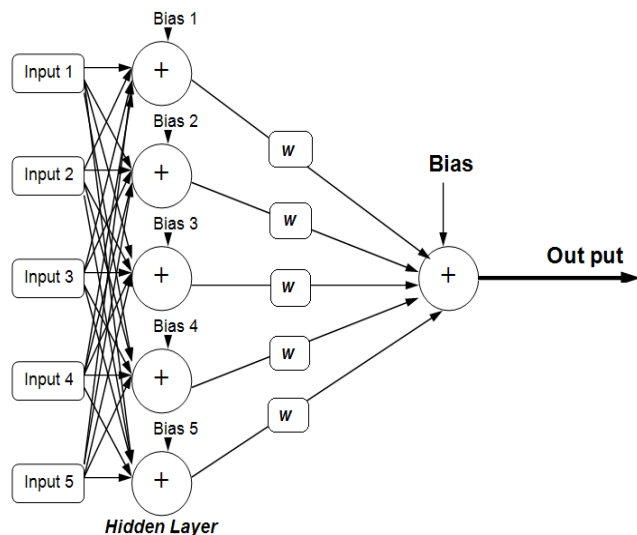 Bias 1
Input 1
+
W
Bias 2
Input 2
+
W
Bias
Bias 3
Input 3
+
W
+
Out put
Bias 4
Input 4
+
W
Bias 5
Input 5
+
W
Hidden Layer